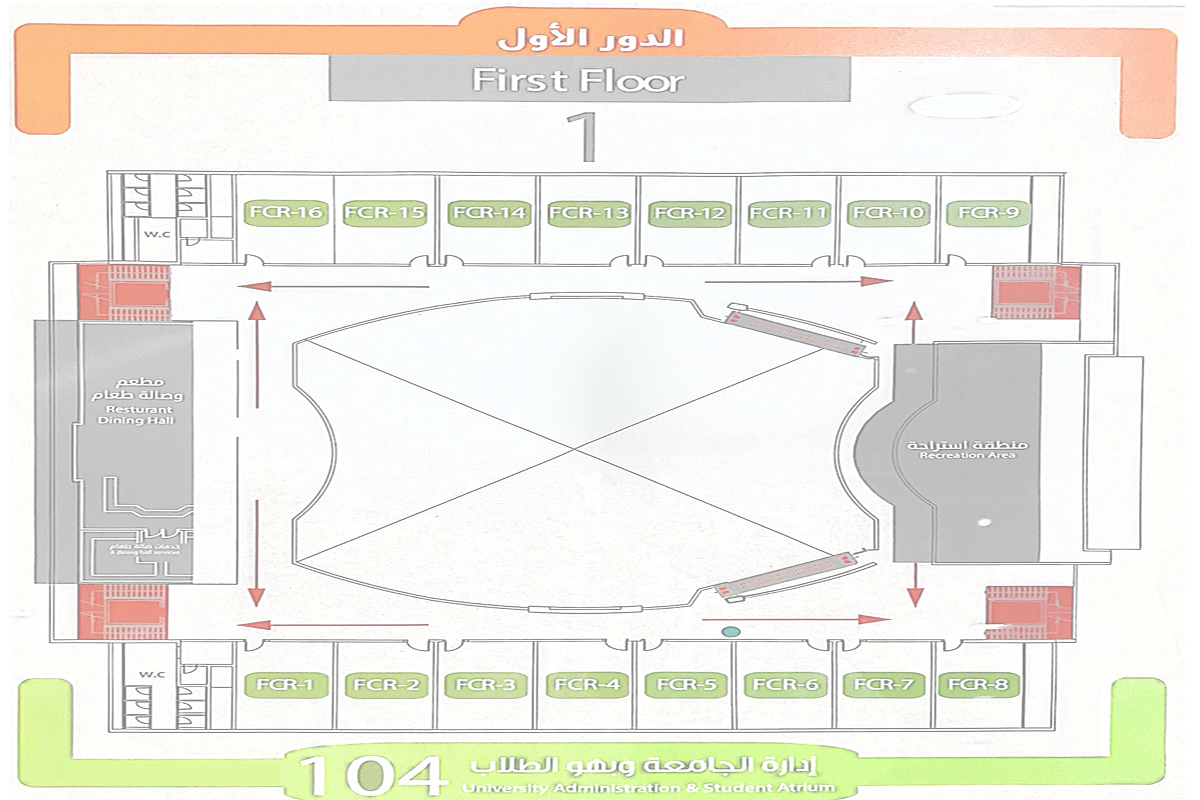 الدور الأول
First Floor
1
FCR-16
FCR-15
FCR-14
FCR-13
FCR-12
FCR-11
FCR-10
FCR-9
W.C
مطعم
وصالة طعام
Resturant
Dining Hall
منطقة استراحة
Recreation Area
خدمات صالة طعام
& dining hall services
W.C
FCR-1
FCR-2
FCR-3
FCR-4
FCR-5
FCR-6
FCR-7
FCR-8
104
إدارة الجامعة وبهو الطلاب
University Administration & Student Atrium